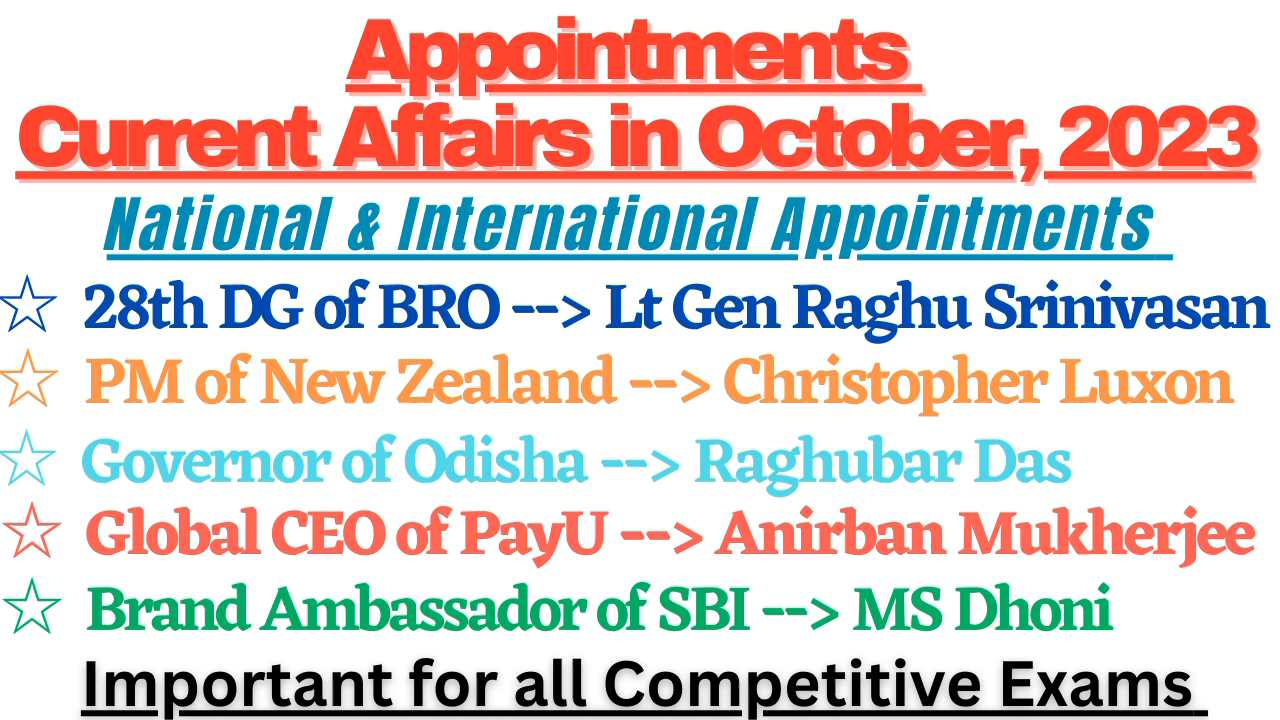 Appointments
Current Affairs in October, 2023
National & International Appointments
☆ 28th DG of BRO --> Lt Gen Raghu Srinivasan
☆ PM of New Zealand --> Christopher Luxon
☆ Governor of Odisha --> Raghubar Das
☆ Global CEO of PayU --> Anirban Mukherjee
☆ Brand Ambassador of SBI --> MS Dhoni
Important for all Competitive Exams